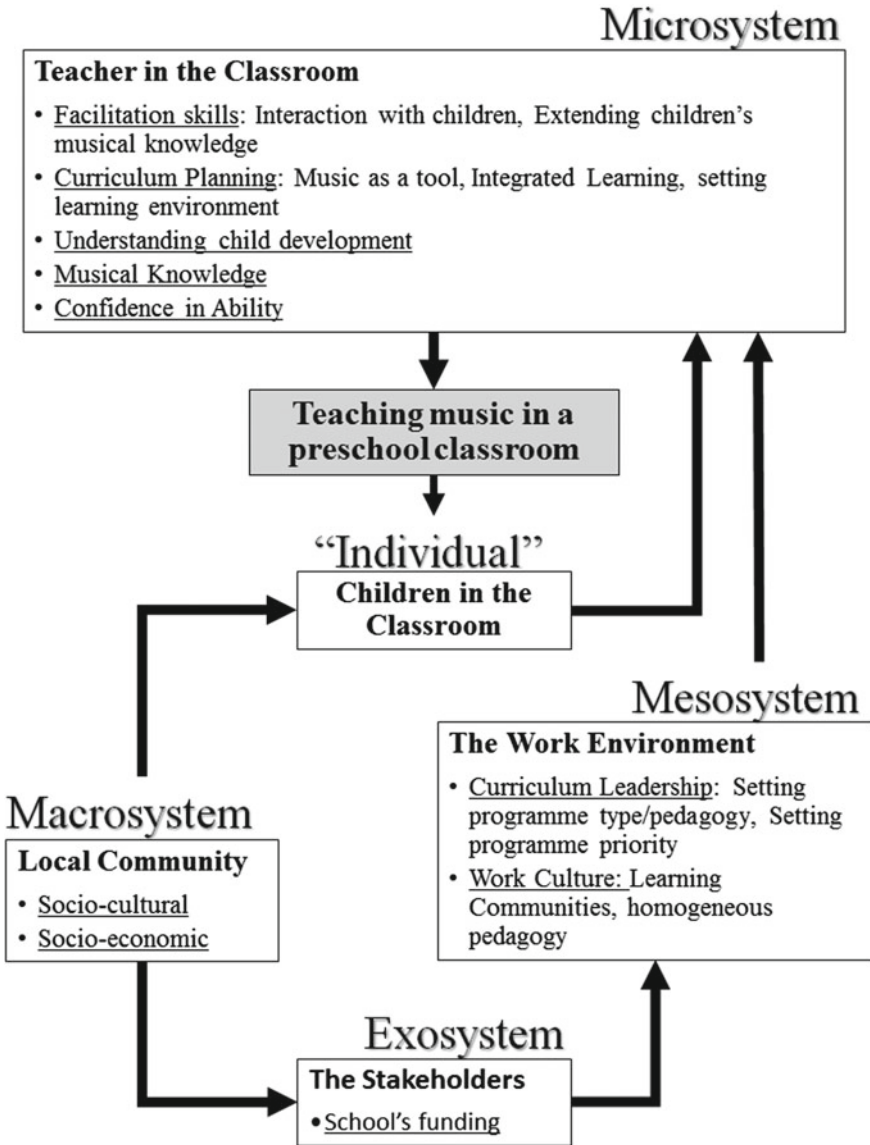 Microsystem
Teacher in the Classroom
• Facilitation skills: Interaction with children, Extending children's
musical knowledge
• Curriculum Planning: Music as a tool, Integrated Learning, setting
learning environment
• Understanding child development
• Musical Knowledge
• Confidence in Ability
Teaching music in a
preschool classroom
“Individual”
Children in the
Classroom
Mesosystem
The Work Environment
• Curriculum Leadership: Setting
programme type/pedagogy, Setting
programme priority
• Work Culture: Learning
Communities, homogeneous
pedagogy
Macrosystem
Local Community
• Socio-cultural
• Socio-economic
Exosystem
The Stakeholders
• School's funding